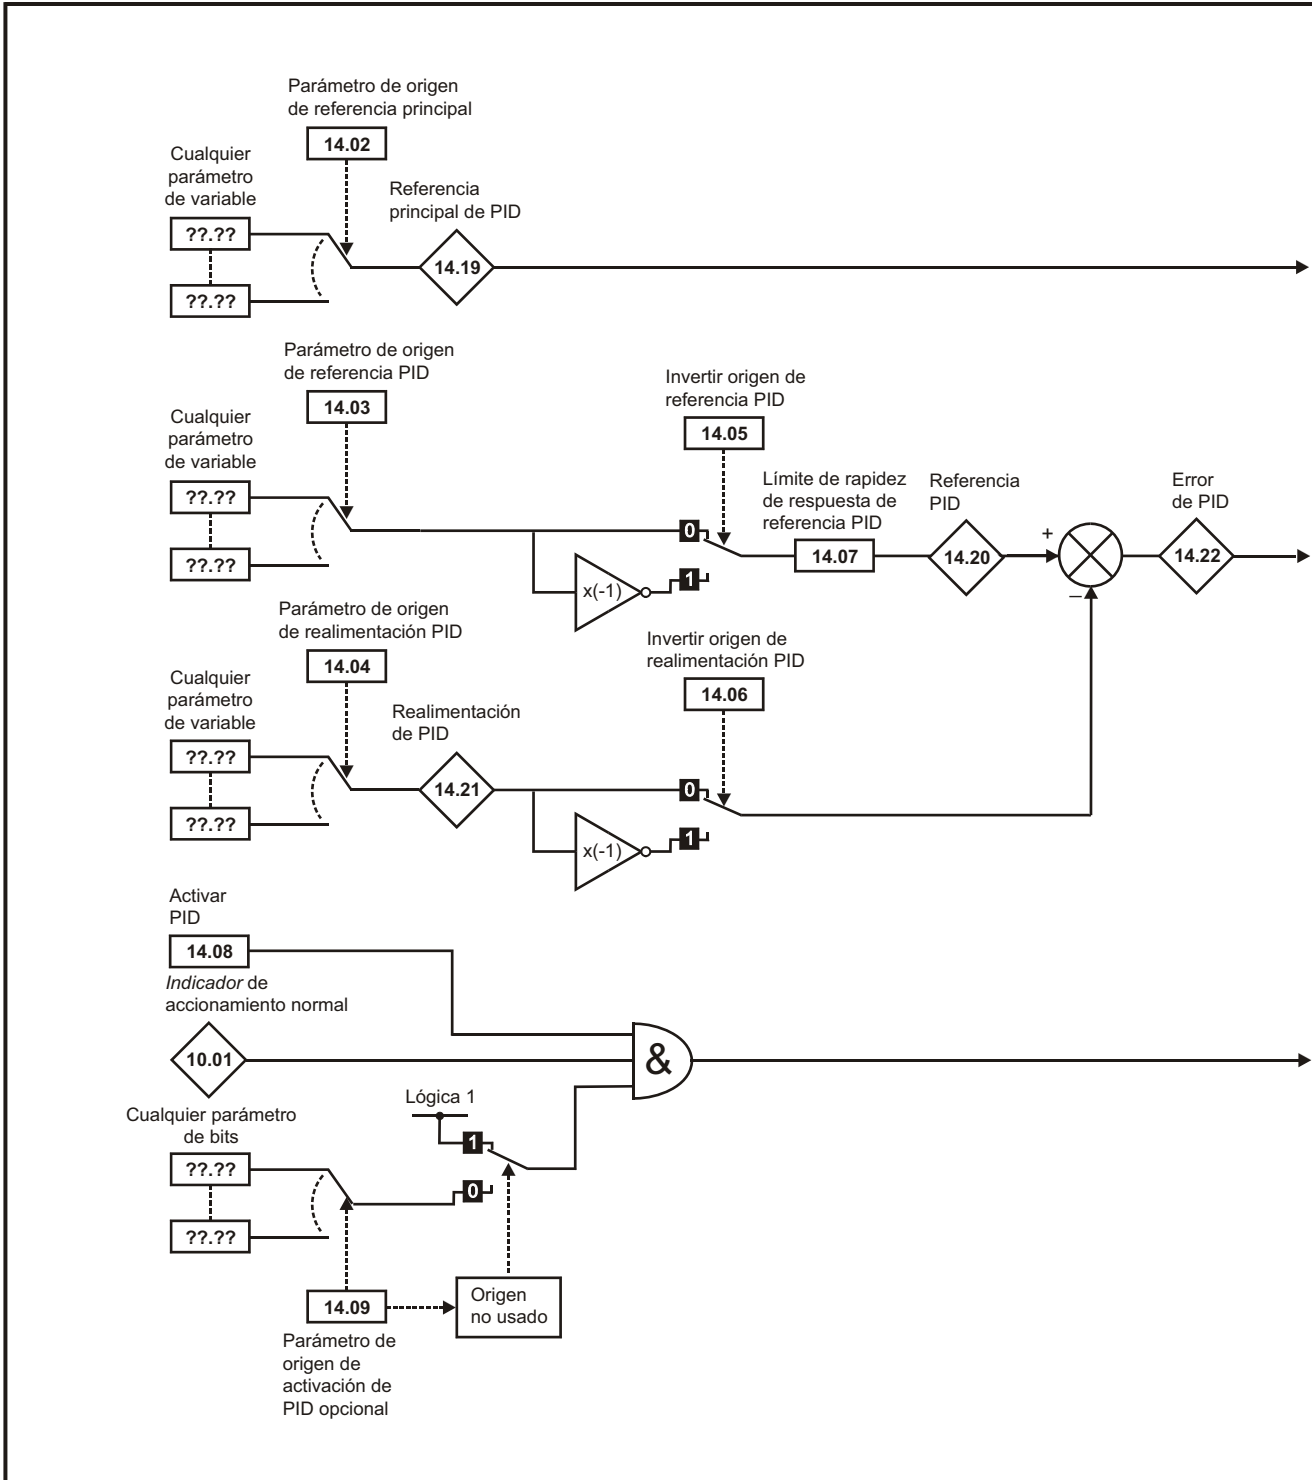 Parámetro de origen
de referencia principal
14.02
Cualquier
parámetro
de variable
??.??
??.??
Referencia
principal de PID
14.19
Parámetro de origen
de referencia PID
14.03
Cualquier
parámetro
de variable
??.??
??.??
Invertir origen de
referencia PID
14.05
0
1
x(-1)
Límite de rapidez
de respuesta de
referencia PID
14.07
Referencia
PID
14.20
+
–
Error
de PID
14.22
Parámetro de origen
de realimentación PID
14.04
Cualquier
parámetro
de variable
??.??
??.??
Realimentación
de PID
14.21
Invertir origen de
realimentación PID
14.06
0
1
x(-1)
Activar
PID
14.08
Indicador de
accionamiento normal
10.01
&
Lógica 1
1
0
Cualquier parámetro
de bits
??.??
??.??
14.09
Origen
no usado
Parámetro de
origen de
activación de
PID opcional